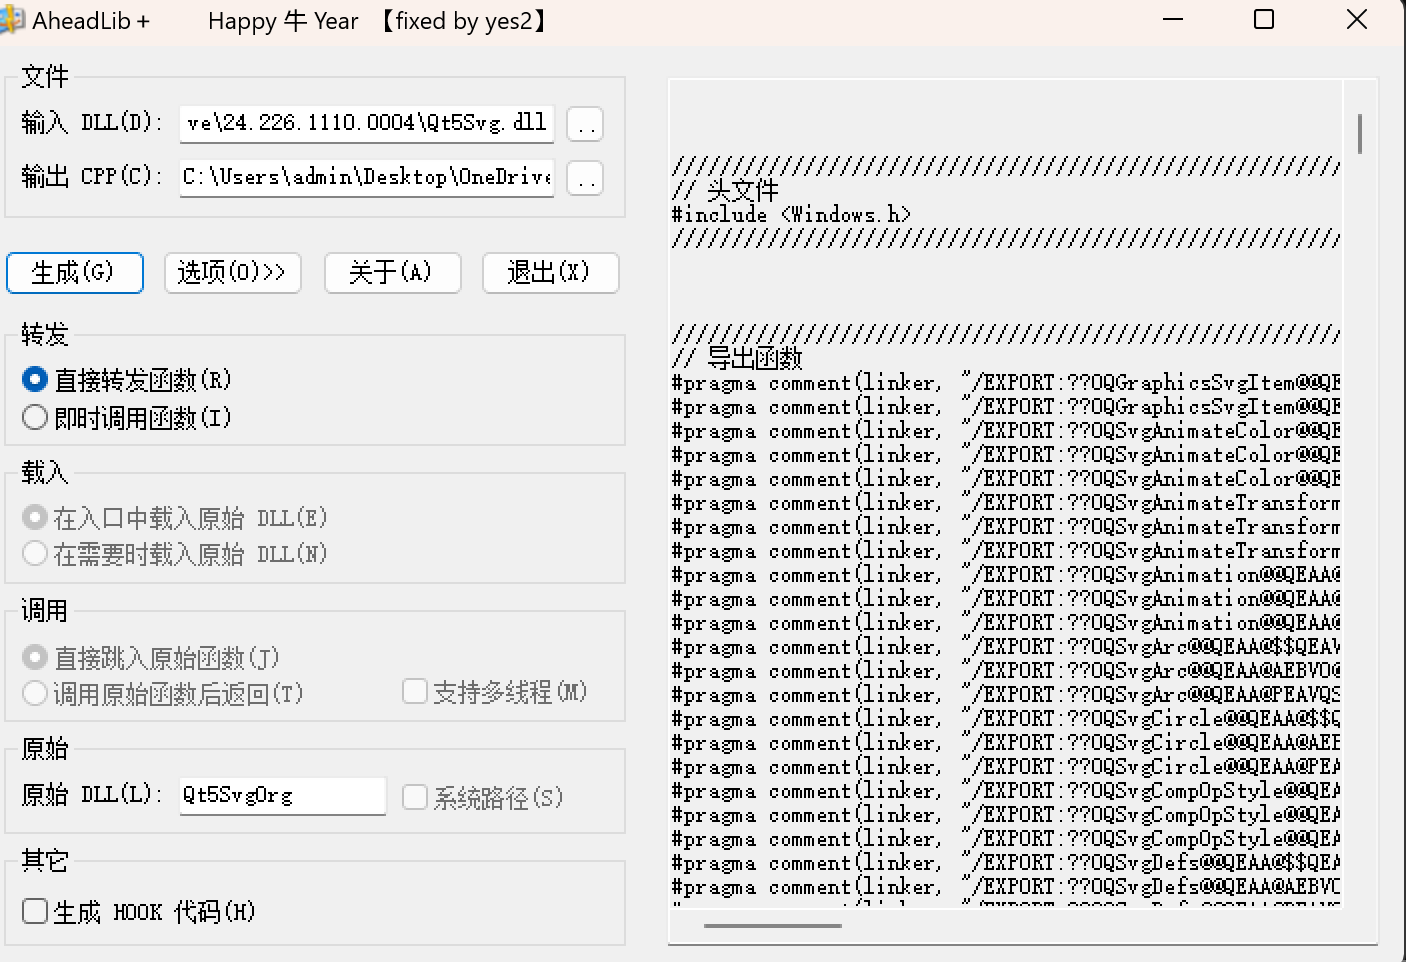 AheadLib + Happy 牛 Year 【fixed by yes2】
文件
输入 DLL(D): ve\24.226.1110.0004\Qt5Svg.dll ..
输出 CPP(C): C:\Users\admin\Desktop\OneDrive ..
生成(G) 选项(O)>> 关于(A) 退出(X)
转发
直接转发函数(R)
即时调用函数(I)
载入
在入口中载入原始 DLL(E)
在需要时载入原始 DLL(N)
调用
直接跳入原始函数(J)
调用原始函数后返回(T) 支持多线程(M)
原始
原始 DLL(L): Qt5SvgOrg 系统路径(S)
其它
生成 HOOK 代码(H)
////////////////////////////////////////////////////////
// 头文件
#include <Windows.h>
////////////////////////////////////////////////////////
////////////////////////////////////////////////////////
// 导出函数
#pragma comment(linker, "/EXPORT:??0QGraphicsSvgItem@@QE
#pragma comment(linker, "/EXPORT:??0QGraphicsSvgItem@@QE
#pragma comment(linker, "/EXPORT:??0QSvgAnimateColor@@QE
#pragma comment(linker, "/EXPORT:??0QSvgAnimateColor@@QE
#pragma comment(linker, "/EXPORT:??0QSvgAnimateColor@@QE
#pragma comment(linker, "/EXPORT:??0QSvgAnimateTransform
#pragma comment(linker, "/EXPORT:??0QSvgAnimateTransform
#pragma comment(linker, "/EXPORT:??0QSvgAnimateTransform
#pragma comment(linker, "/EXPORT:??0QSvgAnimation@@QEAA@
#pragma comment(linker, "/EXPORT:??0QSvgAnimation@@QEAA@
#pragma comment(linker, "/EXPORT:??0QSvgAnimation@@QEAA@
#pragma comment(linker, "/EXPORT:??0QSvgArc@@QEAA@$$QEAV
#pragma comment(linker, "/EXPORT:??0QSvgArc@@QEAA@AEBV0@
#pragma comment(linker, "/EXPORT:??0QSvgArc@@QEAA@PEAVQS
#pragma comment(linker, "/EXPORT:??0QSvgCircle@@QEAA@$$Q
#pragma comment(linker, "/EXPORT:??0QSvgCircle@@QEAA@AEB
#pragma comment(linker, "/EXPORT:??0QSvgCircle@@QEAA@PEA
#pragma comment(linker, "/EXPORT:??0QSvgCompOpStyle@@QEA
#pragma comment(linker, "/EXPORT:??0QSvgCompOpStyle@@QEA
#pragma comment(linker, "/EXPORT:??0QSvgCompOpStyle@@QEA
#pragma comment(linker, "/EXPORT:??0QSvgDefs@@QEAA@$$QEA
#pragma comment(linker, "/EXPORT:??0QSvgDefs@@QEAA@AEBV0